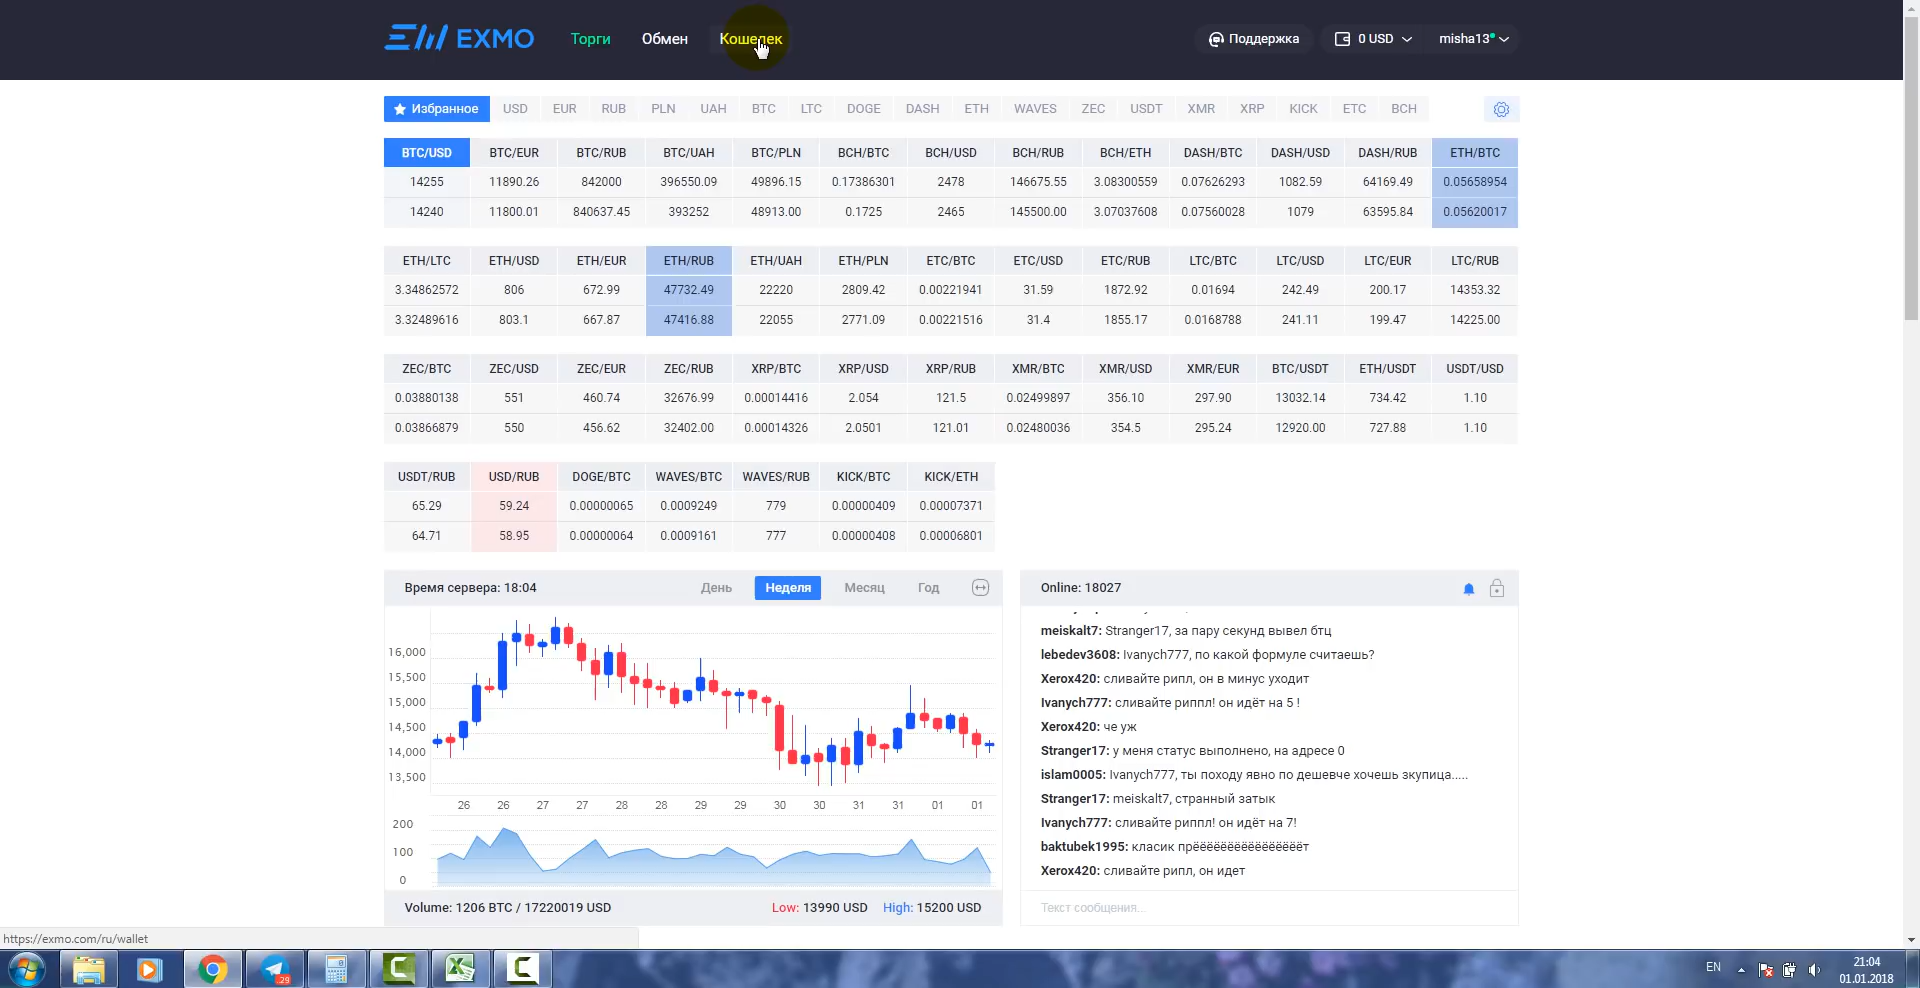 EXMO Торги Обмен Кошелек Поддержка 0 USD misha13
Избранное USD EUR RUB PLN UAH BTC LTC DOGE DASH ETH WAVES ZEC USDT XMR XRP KICK ETC BCH
BTC/USD BTC/EUR BTC/RUB BTC/UAH BTC/PLN BCH/BTC BCH/USD BCH/RUB BCH/ETH DASH/BTC DASH/USD DASH/RUB ETH/BTC
14255 11890.26 842000 396550.09 49896.15 0.17386301 2478 146675.55 3.08300559 0.07626293 1082.59 64169.49 0.05658954
14240 11800.01 840637.45 393252 48913.00 0.1725 2465 145500.00 3.07037608 0.07560028 1079 63595.84 0.05620017
ETH/LTC ETH/USD ETH/EUR ETH/RUB ETH/UAH ETH/PLN ETC/BTC ETC/USD ETC/RUB LTC/BTC LTC/USD LTC/EUR LTC/RUB
3.34862572 806 672.99 47732.49 22220 2809.42 0.00221941 31.59 1872.92 0.01694 242.49 200.17 14353.32
3.32489616 803.1 667.87 47416.88 22055 2771.09 0.00221516 31.4 1855.17 0.0168788 241.11 199.47 14225.00
ZEC/BTC ZEC/USD ZEC/EUR ZEC/RUB XRP/BTC XRP/USD XRP/RUB XMR/BTC XMR/USD XMR/EUR BTC/USDT ETH/USDT USDT/USD
0.03880138 551 460.74 32676.99 0.00014416 2.054 121.5 0.02499897 356.10 297.90 13032.14 734.42 1.10
0.03866879 550 456.62 32402.00 0.00014326 2.0501 121.01 0.02480036 354.5 295.24 12920.00 727.88 1.10
USDT/RUB USD/RUB DOGE/BTC WAVES/BTC WAVES/RUB KICK/BTC KICK/ETH
65.29 59.24 0.00000065 0.0009249 779 0.00000409 0.00007371
64.71 58.95 0.00000064 0.0009161 777 0.00000408 0.00006801
Время сервера: 18:04 День Неделя Месяц Год
16,000
15,500
15,000
14,500
14,000
13,500
26 26 27 27 28 28 29 29 30 30 31 31 01 01
200
100
0
Volume: 1206 BTC / 17220019 USD Low: 13990 USD High: 15200 USD
Online: 18027
meiskalt7: Stranger17, за пару секунд вывел бтц
lebedev3608: Ivanych777, по какой формуле считаешь?
Xerox420: сливайте рипл, он в минус уходит
Ivanych777: сливайте риппл! он идёт на 5 !
Xerox420: че уж
Stranger17: у меня статус выполнено, на адресе 0
islam0005: Ivanych777, ты походу явно по дешевче хочешь зкупица.....
Stranger17: meiskalt7, странный затык
Ivanych777: сливайте риппл! он идёт на 7!
baktubek1995: класик прёёёёёёёёёёёёёёёёт
Xerox420: сливайте рипл, он идет
Текст сообщения...
https://exmo.com/ru/wallet
29
EN
21:04
01.01.2018